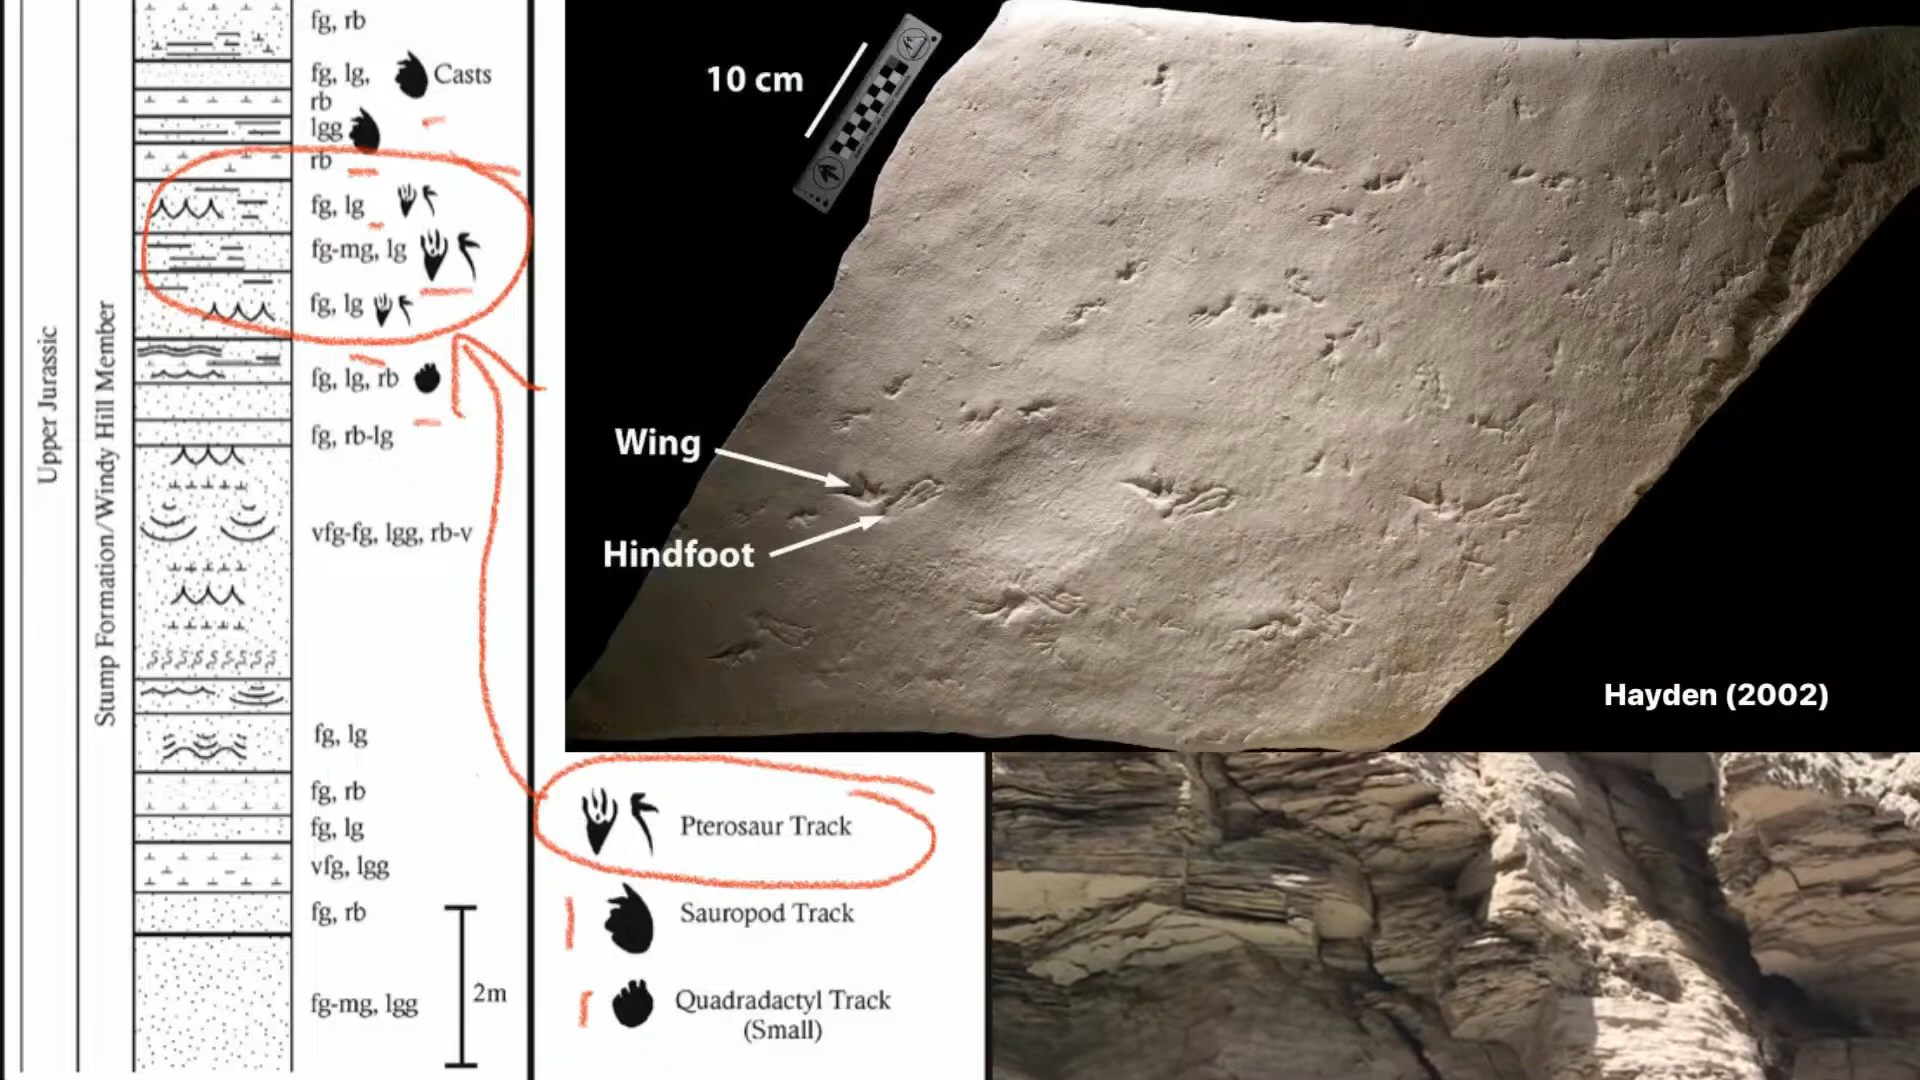 fg, rb
fg, lg,
Casts
rb
lgg
rb
fg, lg
fg-mg, lg
fg, lg
fg, lg, rb
fg, rb-lg
vfg-fg, lgg, rb-v
fg, lg
fg, rb
fg, lg
vfg, lgg
fg, rb
fg-mg, lgg
2m
Upper Jurassic
Stump Formation/Windy Hill Member
Pterosaur Track
Sauropod Track
Quadradactyl Track
(Small)
10 cm
Wing
Hindfoot
Hayden (2002)